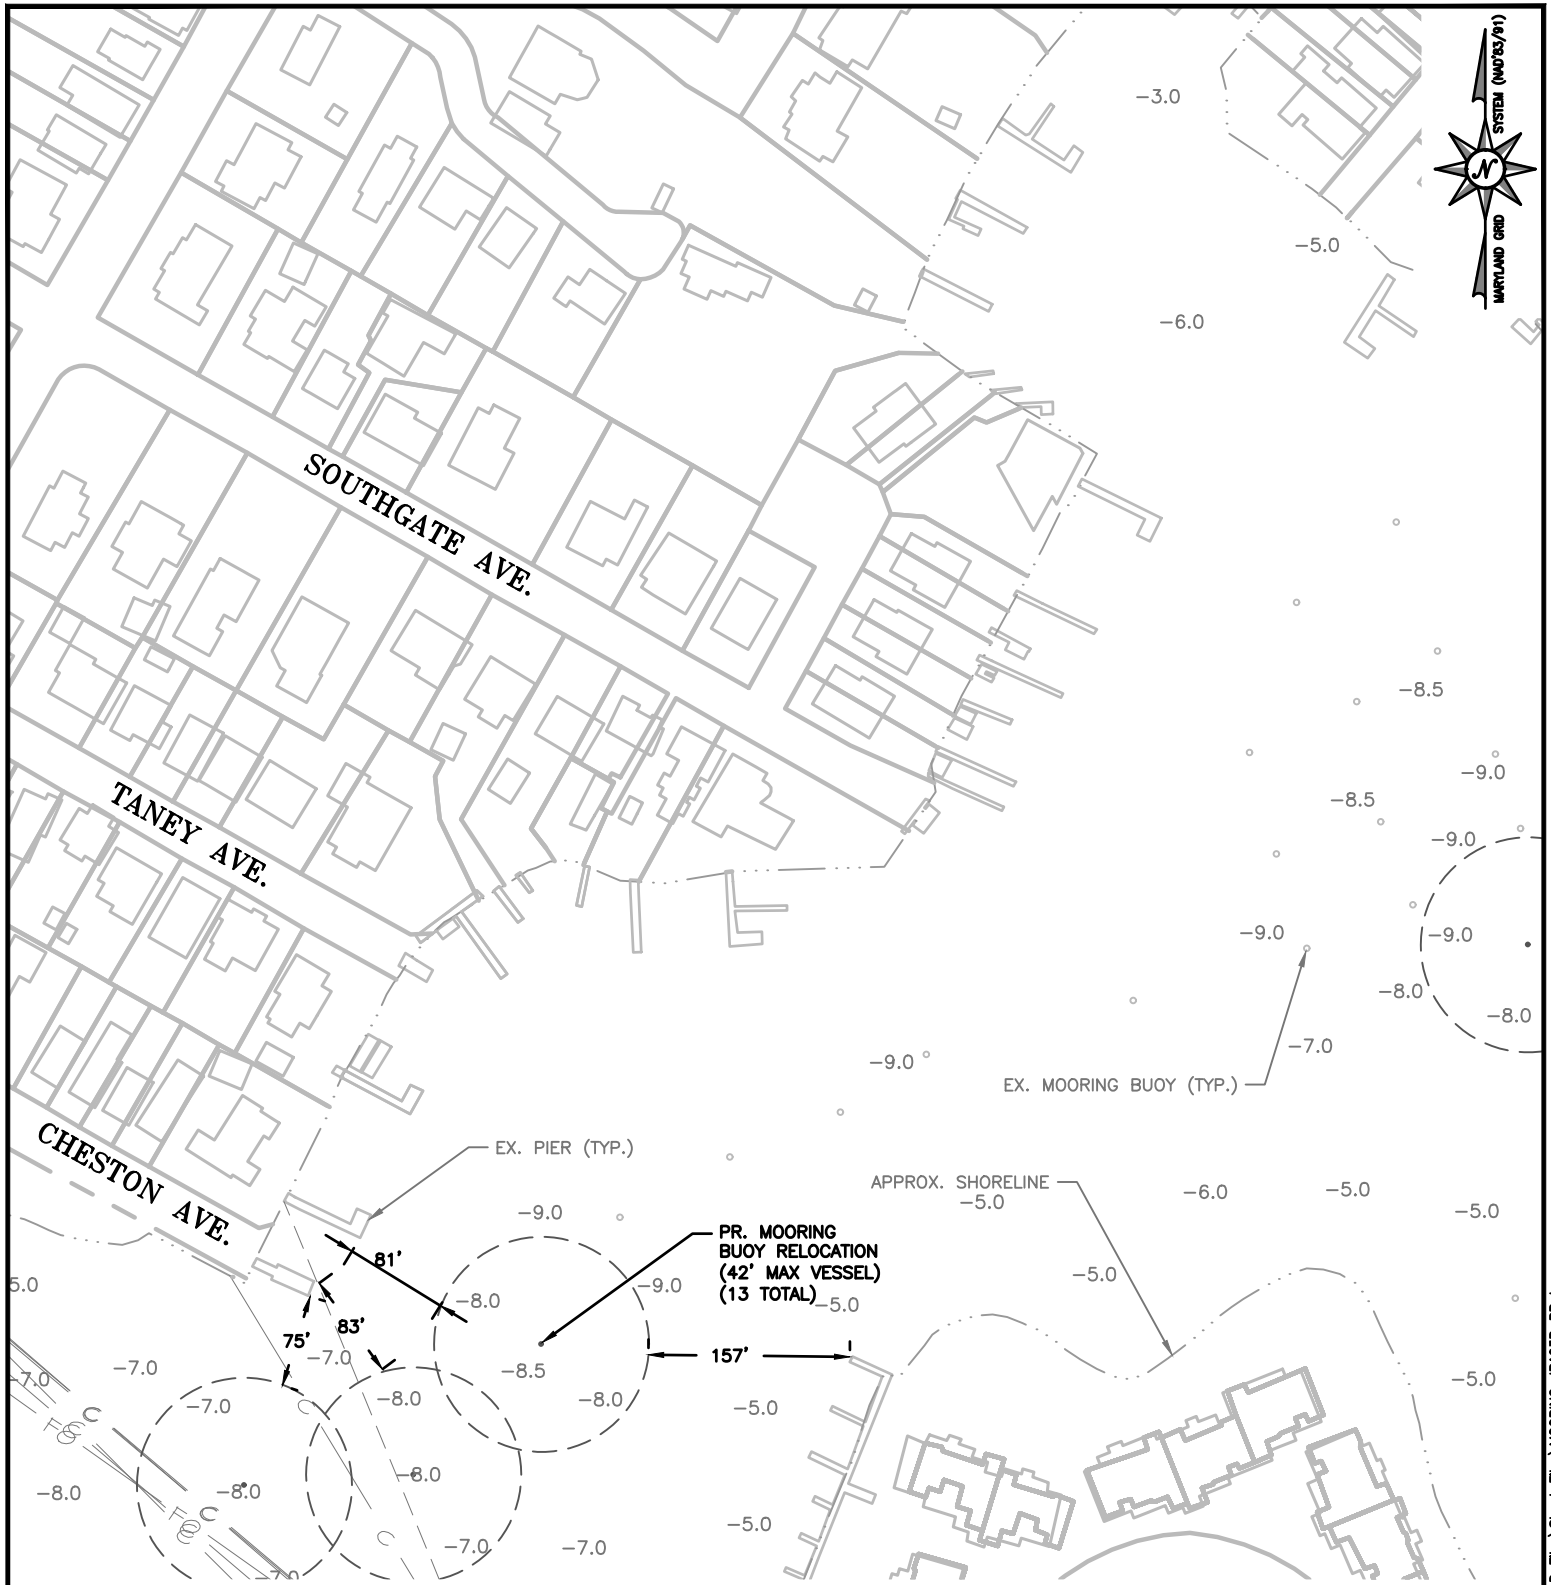 SYSTEM (NAD'83/91)
N
MARYLAND GRID
-3.0
-5.0
-6.0
SOUTHGATE AVE.
-8.5
-9.0
-8.5
-9.0
TANEY AVE.
-9.0
-9.0
-8.0
-8.0
-7.0
-9.0
EX. MOORING BUOY (TYP.)
CHESTON AVE.
EX. PIER (TYP.)
APPROX. SHORELINE
-5.0
-6.0
-5.0
-5.0
-9.0
PR. MOORING
BUOY RELOCATION
(42' MAX VESSEL)
(13 TOTAL)
81'
-9.0
-5.0
-5.0
5.0
-8.0
83'
75'
-7.0
157'
-7.0
-7.0
-8.5
-8.0
-8.0
-5.0
-5.0
-7.0
C
C
-8.0
-8.0
-8.0
C
C
-5.0
-7.0
-7.0
-7.0